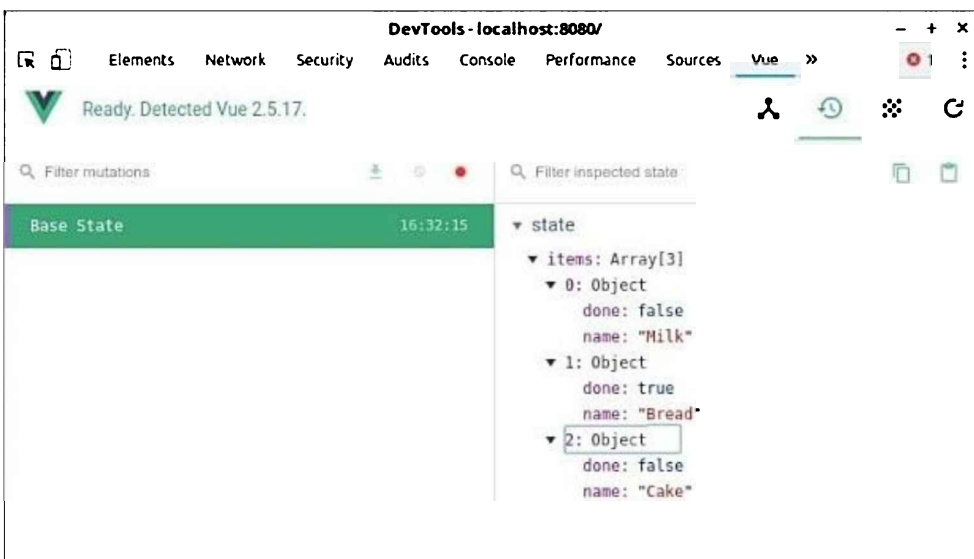 DevTools - localhost:8080/
Elements Network Security Audits Console Performance Sources Vue » 1
Ready. Detected Vue 2.5.17.
Filter mutations
Filter inspected state
Base State 16:32:15
state
items: Array[3]
0: Object
done: false
name: "Milk"
1: Object
done: true
name: "Bread"
2: Object
done: false
name: "Cake"